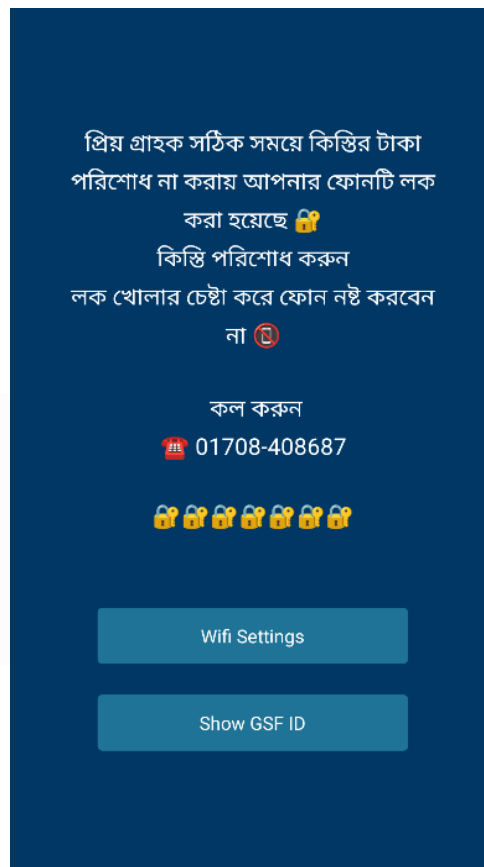 প্রিয় গ্রাহক সঠিক সময়ে কিস্তির টাকা
পরিশোধ না করায় আপনার ফোনটি লক
করা হয়েছে 🔐
কিস্তি পরিশোধ করুন
লক খোলার চেষ্টা করে ফোন নষ্ট করবেন
না 📵
কল করুন
☎️ 01708-408687
🔐🔐🔐🔐🔐🔐🔐
Wifi Settings
Show GSF ID